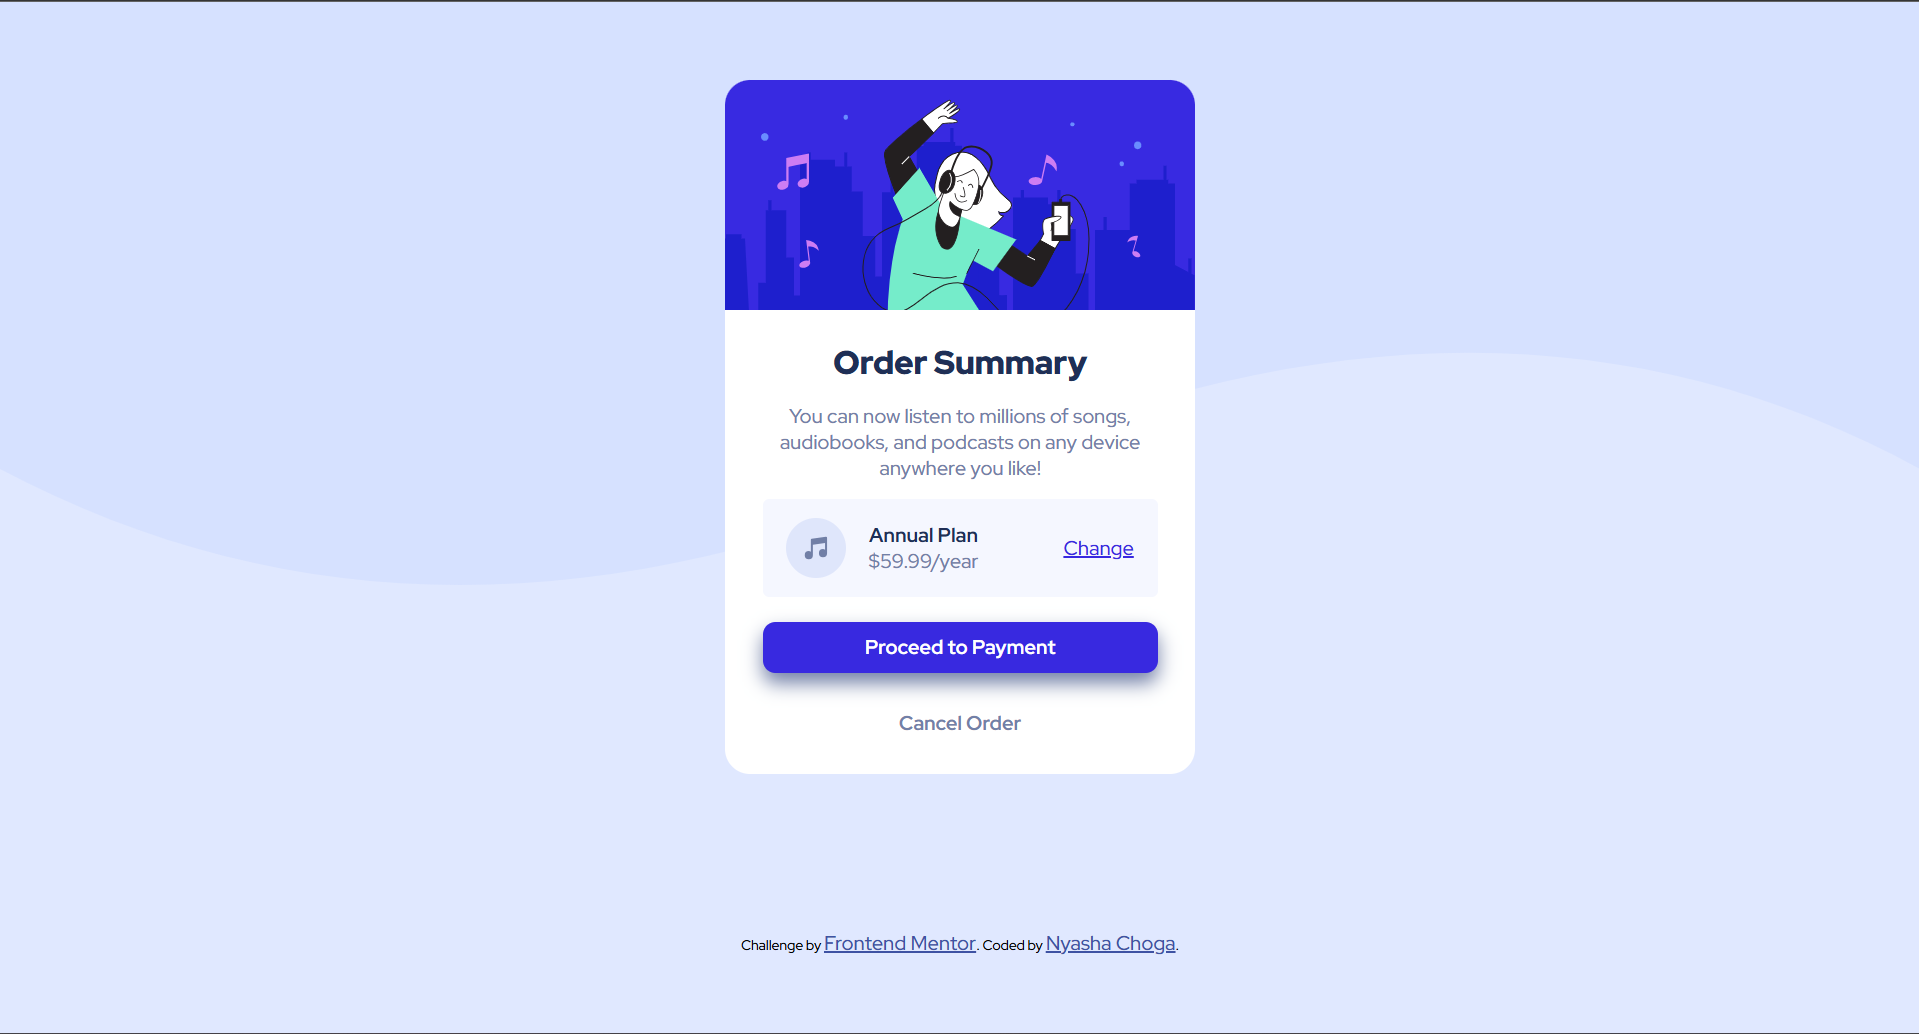 Order Summary
You can now listen to millions of songs,
audiobooks, and podcasts on any device
anywhere you like!
Annual Plan
$59.99/year
Change
Proceed to Payment
Cancel Order
Challenge by Frontend Mentor. Coded by Nyasha Choga.